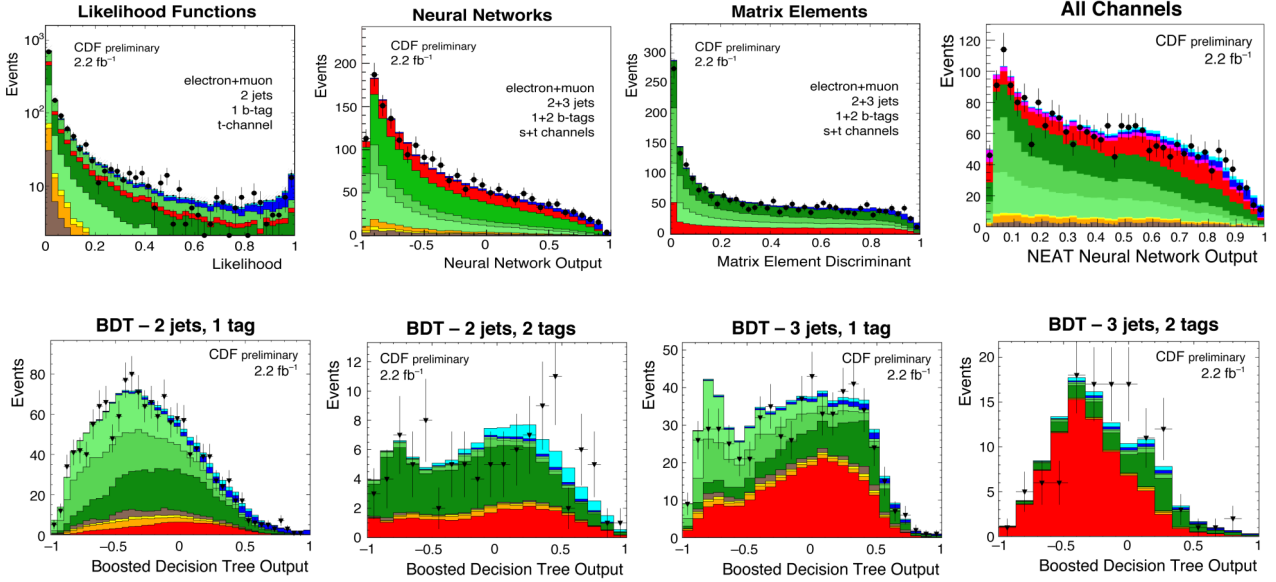 Likelihood Functions
Events
10³
10²
10
CDF preliminary
2.2 fb⁻¹
electron+muon
2 jets
1 b-tag
t-channel
0 0.2 0.4 0.6 0.8 1
Likelihood
Neural Networks
Events
200
150
100
50
0
CDF preliminary
2.2 fb⁻¹
electron+muon
2+3 jets
1+2 b-tags
s+t channels
-1 -0.5 0 0.5 1
Neural Network Output
Matrix Elements
Events
300
250
200
150
100
50
0
CDF preliminary
2.2 fb⁻¹
electron+muon
2+3 jets
1+2 b-tags
s+t channels
0 0.2 0.4 0.6 0.8 1
Matrix Element Discriminant
All Channels
Events
120
100
80
60
40
20
0
CDF preliminary
2.2 fb⁻¹
0 0.1 0.2 0.3 0.4 0.5 0.6 0.7 0.8 0.9 1
NEAT Neural Network Output
BDT – 2 jets, 1 tag
Events
80
60
40
20
0
CDF preliminary
2.2 fb⁻¹
−1 −0.5 0 0.5 1
Boosted Decision Tree Output
BDT – 2 jets, 2 tags
Events
12
10
8
6
4
2
0
CDF preliminary
2.2 fb⁻¹
−1 −0.5 0 0.5 1
Boosted Decision Tree Output
BDT – 3 jets, 1 tag
Events
50
40
30
20
10
0
CDF preliminary
2.2 fb⁻¹
−1 −0.5 0 0.5 1
Boosted Decision Tree Output
BDT – 3 jets, 2 tags
Events
20
15
10
5
0
CDF preliminary
2.2 fb⁻¹
−1 −0.5 0 0.5 1
Boosted Decision Tree Output